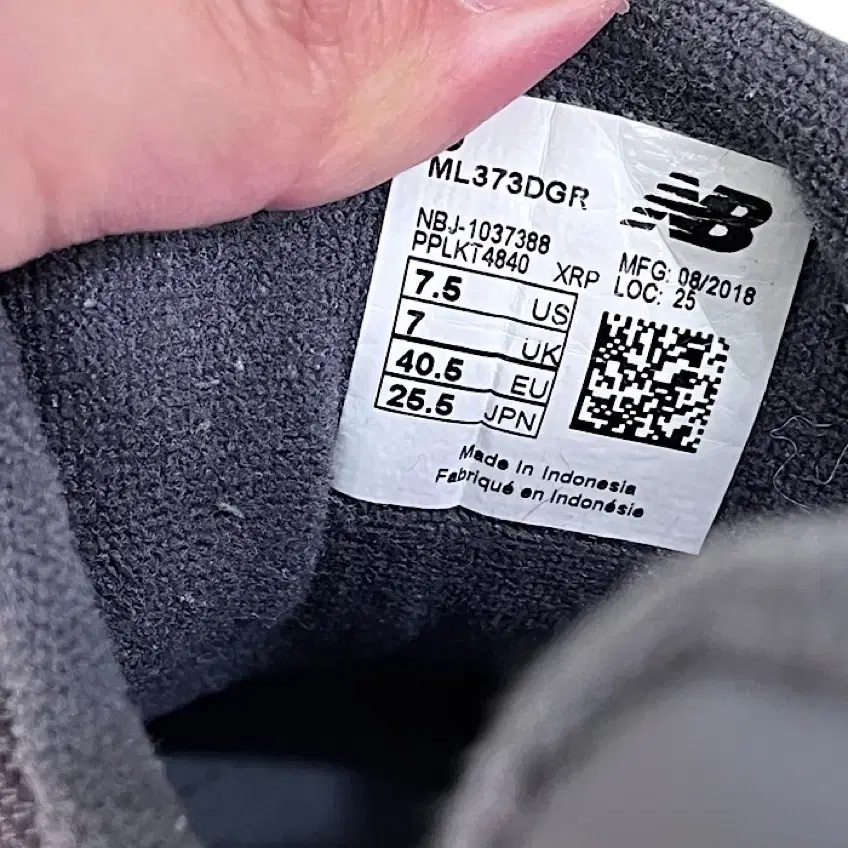 ML373DGR
NB
NBJ-1037388
PPLKT4840 XRP
MFG: 08/2018
LOC: 25
7.5 US
7 UK
40.5 EU
25.5 JPN
Made in Indonesia
Fabriqué en Indonésie